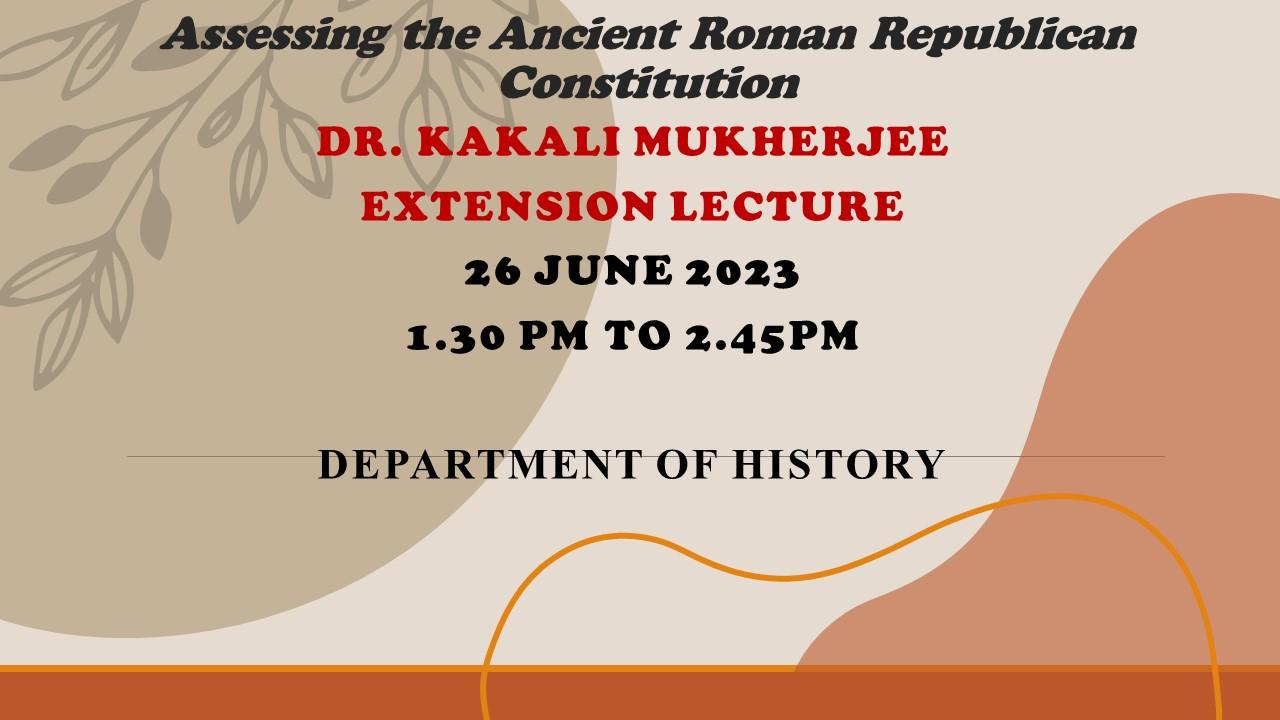 Assessing the Ancient Roman Republican
Constitution
DR. KAKALI MUKHERJEE
EXTENSION LECTURE
26 JUNE 2023
1.30 PM TO 2.45PM
DEPARTMENT OF HISTORY